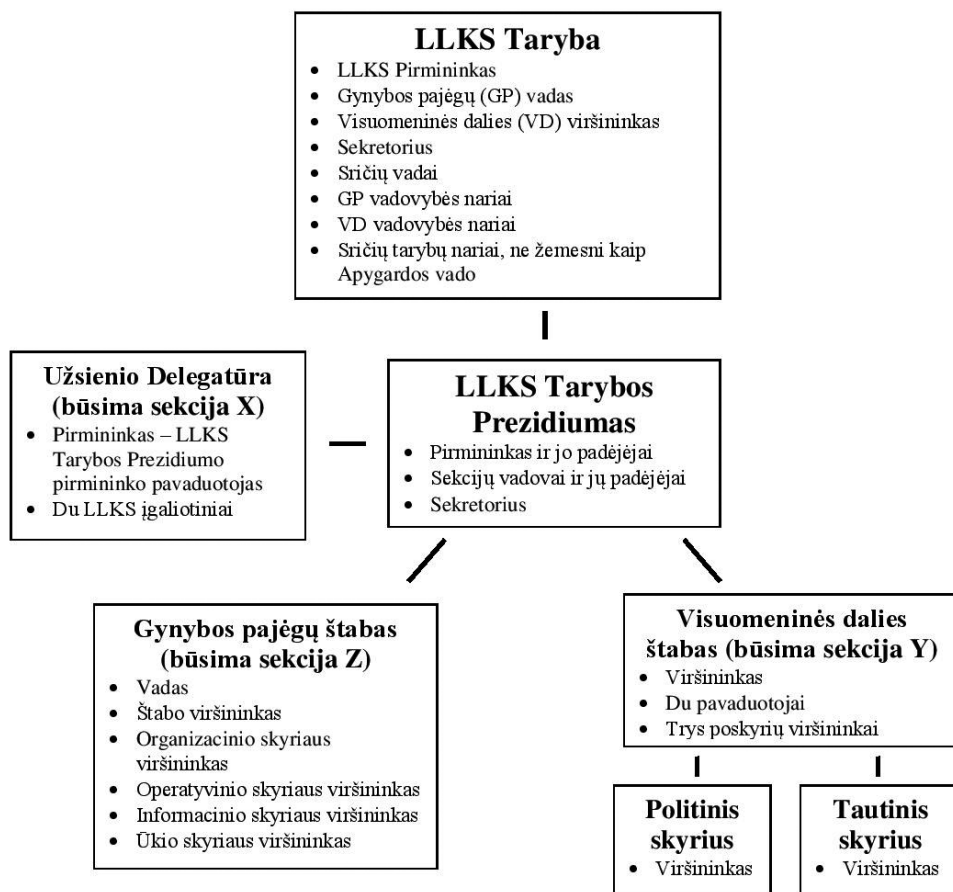 LLKS Taryba
• LLKS Pirmininkas
• Gynybos pajėgų (GP) vadas
• Visuomeninės dalies (VD) viršininkas
• Sekretorius
• Sričių vadai
• GP vadovybės nariai
• VD vadovybės nariai
• Sričių tarybų nariai, ne žemesni kaip
Apygardos vado
Užsienio Delegatūra
(būsima sekcija X)
• Pirmininkas – LLKS
Tarybos Prezidiumo
pirmininko pavaduotojas
• Du LLKS įgaliotiniai
LLKS Tarybos
Prezidiumas
• Pirmininkas ir jo padėjėjai
• Sekcijų vadovai ir jų padėjėjai
• Sekretorius
Gynybos pajėgų štabas
(būsima sekcija Z)
• Vadas
• Štabo viršininkas
• Organizacinio skyriaus
viršininkas
• Operatyvinio skyriaus viršininkas
• Informacinio skyriaus viršininkas
• Ūkio skyriaus viršininkas
Visuomeninės dalies
štabas (būsima sekcija Y)
• Viršininkas
• Du pavaduotojai
• Trys poskyrių viršininkai
Politinis
skyrius
• Viršininkas
Tautinis
skyrius
• Viršininkas